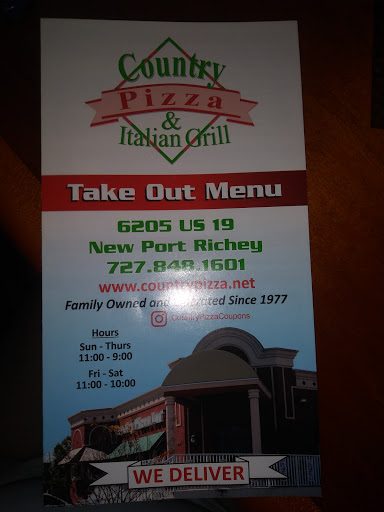 Country
Pizza
&
Italian Grill
Take Out Menu
6205 US 19
New Port Richey
727.848.1601
www.countrypizza.net
Family Owned and Operated Since 1977
CountryPizzaCoupons
Hours
Sun - Thurs
11:00 - 9:00
Fri - Sat
11:00 - 10:00
WE DELIVER